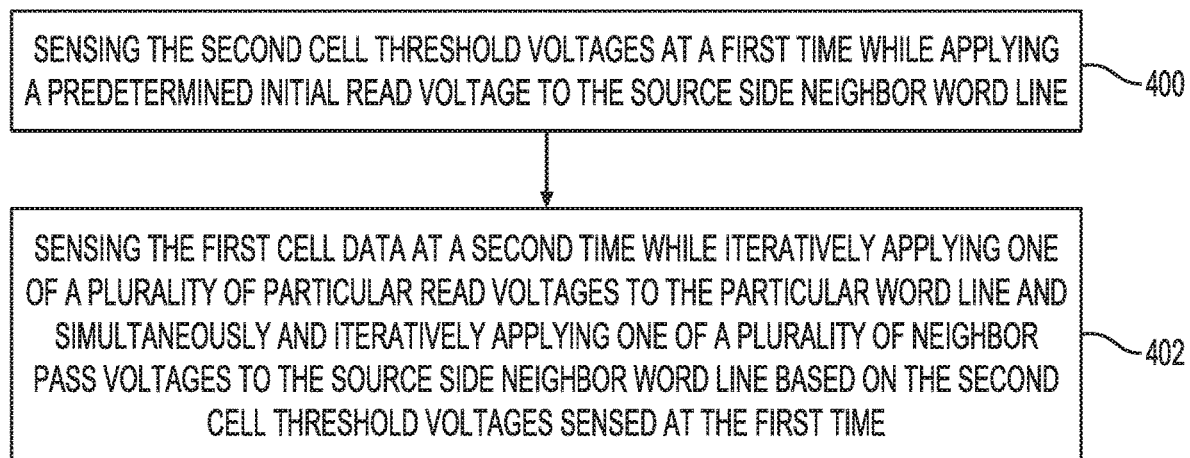 SENSING THE SECOND CELL THRESHOLD VOLTAGES AT A FIRST TIME WHILE APPLYING
A PREDETERMINED INITIAL READ VOLTAGE TO THE SOURCE SIDE NEIGHBOR WORD LINE
400
SENSING THE FIRST CELL DATA AT A SECOND TIME WHILE ITERATIVELY APPLYING ONE
OF A PLURALITY OF PARTICULAR READ VOLTAGES TO THE PARTICULAR WORD LINE AND
SIMULTANEOUSLY AND ITERATIVELY APPLYING ONE OF A PLURALITY OF NEIGHBOR
PASS VOLTAGES TO THE SOURCE SIDE NEIGHBOR WORD LINE BASED ON THE SECOND
CELL THRESHOLD VOLTAGES SENSED AT THE FIRST TIME
402